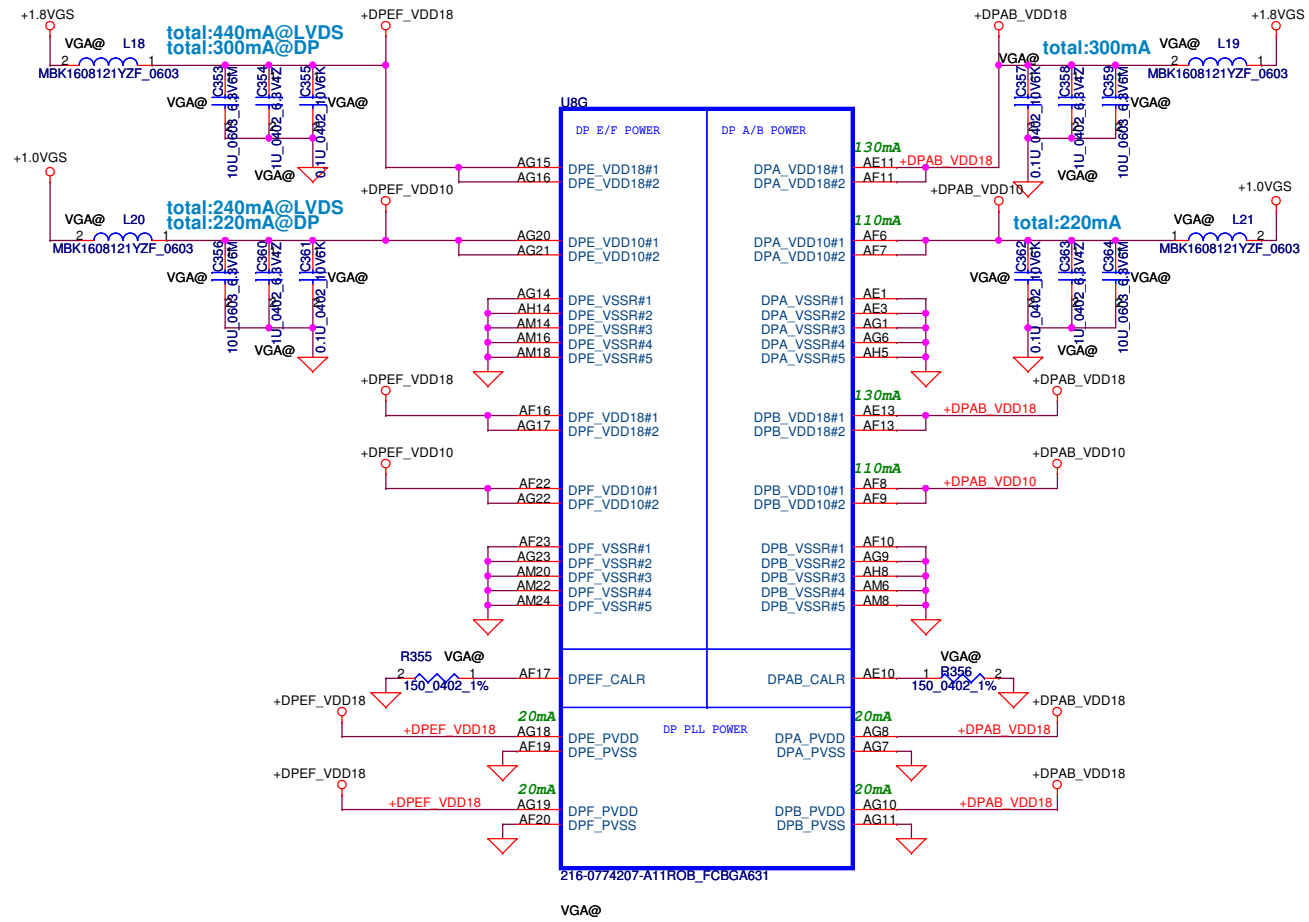 +1.8VGS
+DPEF_VDD18
+DPAB_VDD18
+1.8VGS
total:440mA@LVDS
total:300mA@DP
VGA@ L18
2 1
MBK1608121YZF_0603
total:300mA
VGA@ L19
2 1
MBK1608121YZF_0603
C353
10U_0603_6.3V6M
C354
1U_0402_6.3V4Z
C355
0.1U_0402_10V6K
VGA@
VGA@
VGA@
VGA@
C357
0.1U_0402_10V6K
C358
1U_0402_6.3V4Z
C359
10U_0603_6.3V6M
VGA@
VGA@
VGA@
U8G
DP E/F POWER
DP A/B POWER
+1.0VGS
+DPEF_VDD10
+DPAB_VDD10
+1.0VGS
total:240mA@LVDS
total:220mA@DP
VGA@ L20
2 1
MBK1608121YZF_0603
total:220mA
VGA@ L21
1 2
MBK1608121YZF_0603
C356
10U_0603_6.3V6M
C360
1U_0402_6.3V4Z
C361
0.1U_0402_10V6K
VGA@
VGA@
VGA@
C362
0.1U_0402_10V6K
C363
1U_0402_6.3V4Z
C364
10U_0603_6.3V6M
VGA@
VGA@
VGA@
130mA
AG15 DPE_VDD18#1 DPA_VDD18#1 AE11 +DPAB_VDD18
AG16 DPE_VDD18#2 DPA_VDD18#2 AF11
110mA
AG20 DPE_VDD10#1 DPA_VDD10#1 AF6
AG21 DPE_VDD10#2 DPA_VDD10#2 AF7
AG14 DPE_VSSR#1 DPA_VSSR#1 AE1
AH14 DPE_VSSR#2 DPA_VSSR#2 AE3
AM14 DPE_VSSR#3 DPA_VSSR#3 AG1
AM16 DPE_VSSR#4 DPA_VSSR#4 AG6
AM18 DPE_VSSR#5 DPA_VSSR#5 AH5
+DPEF_VDD18
+DPAB_VDD18
130mA
AF16 DPF_VDD18#1 DPB_VDD18#1 AE13 +DPAB_VDD18
AG17 DPF_VDD18#2 DPB_VDD18#2 AF13
+DPEF_VDD10
+DPAB_VDD10
110mA
AF22 DPF_VDD10#1 DPB_VDD10#1 AF8 +DPAB_VDD10
AG22 DPF_VDD10#2 DPB_VDD10#2 AF9
AF23 DPF_VSSR#1 DPB_VSSR#1 AF10
AG23 DPF_VSSR#2 DPB_VSSR#2 AG9
AM20 DPF_VSSR#3 DPB_VSSR#3 AH8
AM22 DPF_VSSR#4 DPB_VSSR#4 AM6
AM24 DPF_VSSR#5 DPB_VSSR#5 AM8
R355 VGA@
2 1
150_0402_1%
AF17 DPEF_CALR DPAB_CALR AE10
VGA@
R356
1 2
150_0402_1%
+DPEF_VDD18
+DPAB_VDD18
DP PLL POWER
20mA
20mA
+DPEF_VDD18 AG18 DPE_PVDD DPA_PVDD AG8 +DPAB_VDD18
AF19 DPE_PVSS DPA_PVSS AG7
+DPEF_VDD18
+DPAB_VDD18
20mA
20mA
+DPEF_VDD18 AG19 DPF_PVDD DPB_PVDD AG10 +DPAB_VDD18
AF20 DPF_PVSS DPB_PVSS AG11
216-0774207-A11ROB_FCBGA631
VGA@